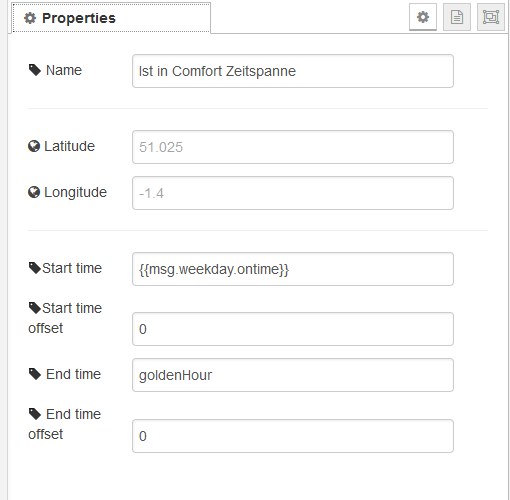 Properties
Name
Ist in Comfort Zeitspanne
Latitude
51.025
Longitude
-1.4
Start time
{{msg.weekday.ontime}}
Start time
offset
0
End time
goldenHour
End time
offset
0